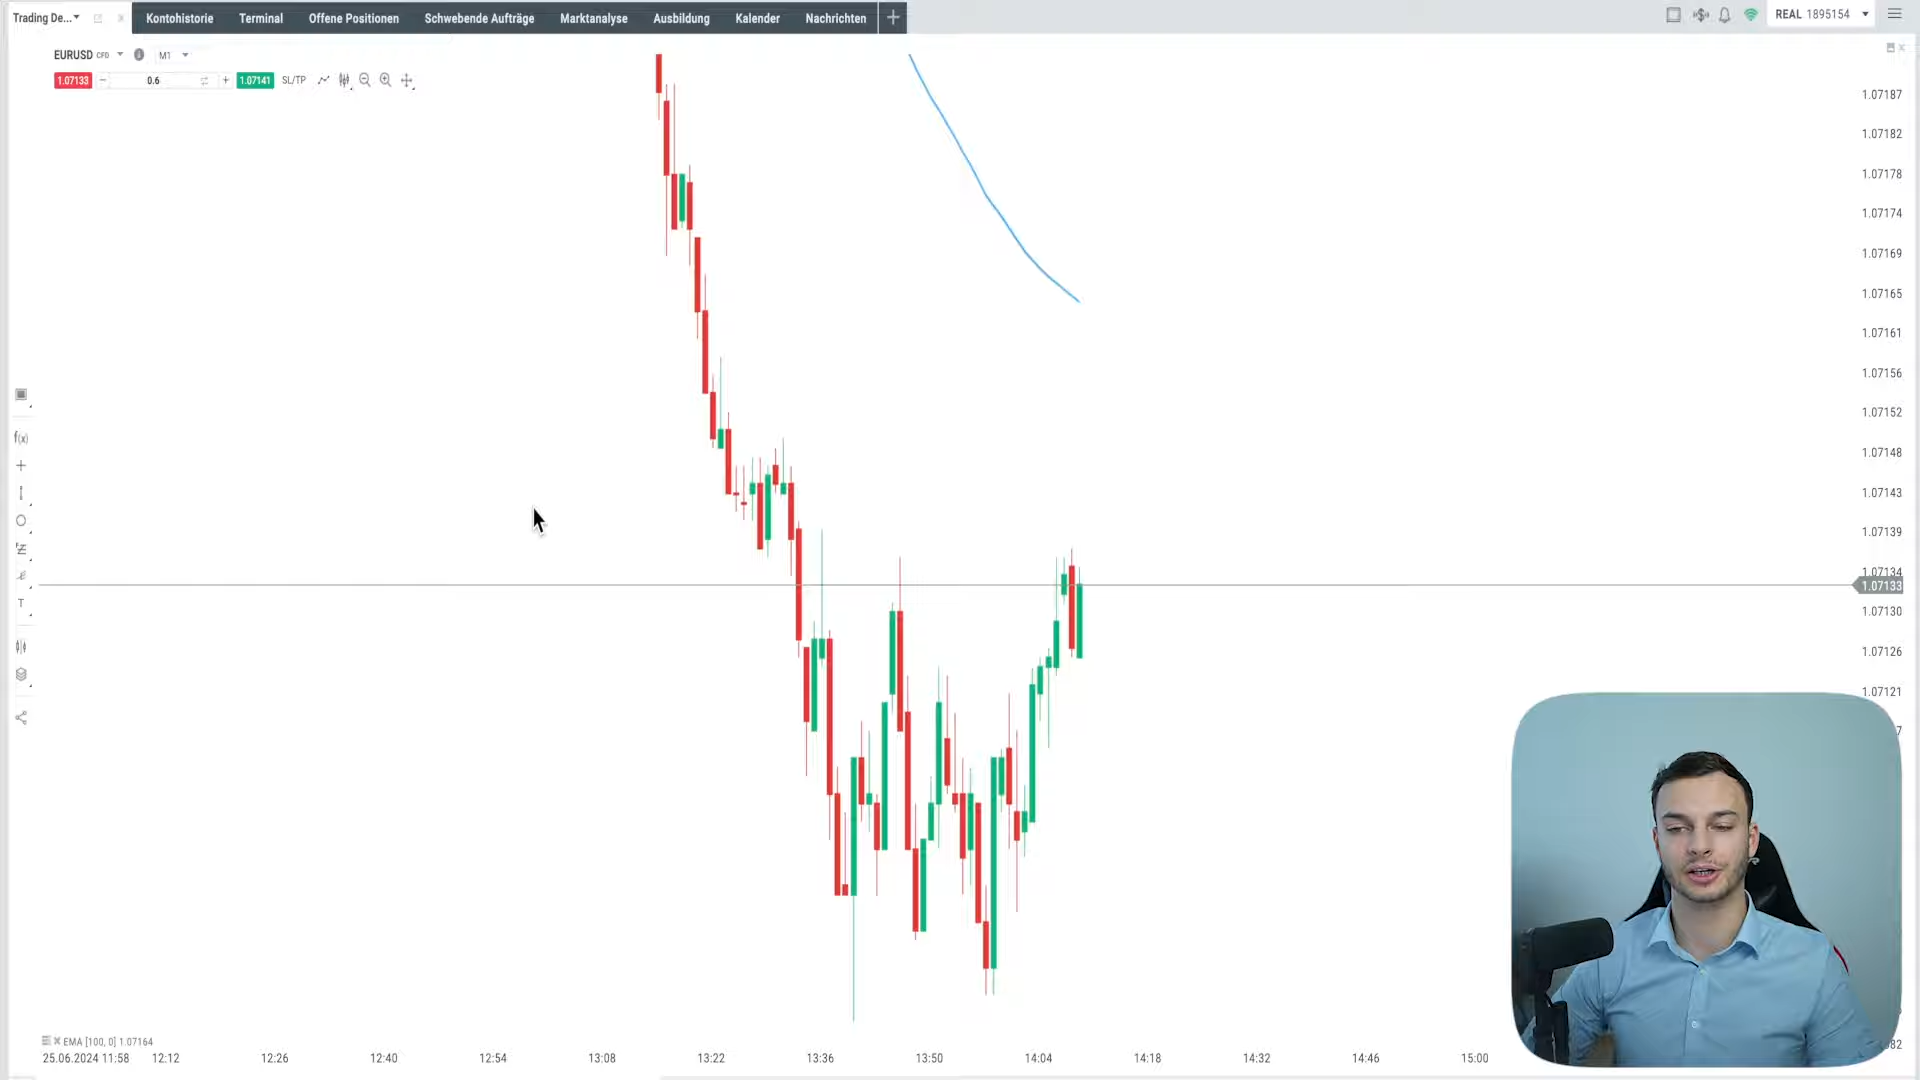 Trading De... Kontohistorie Terminal Offene Positionen Schwebende Aufträge Marktanalyse Ausbildung Kalender Nachrichten REAL 1895154
EURUSD CFD M1
1.07133 0.6 1.07141 SL/TP
1.07187
1.07182
1.07178
1.07174
1.07169
1.07165
1.07161
1.07156
1.07152
1.07148
1.07143
1.07139
1.07134
1.07133
1.07130
1.07126
1.07121
f(x)
T
EMA [100, 0] 1.07164
25.06.2024 11:58 12:12 12:26 12:40 12:54 13:08 13:22 13:36 13:50 14:04 14:18 14:32 14:46 15:00